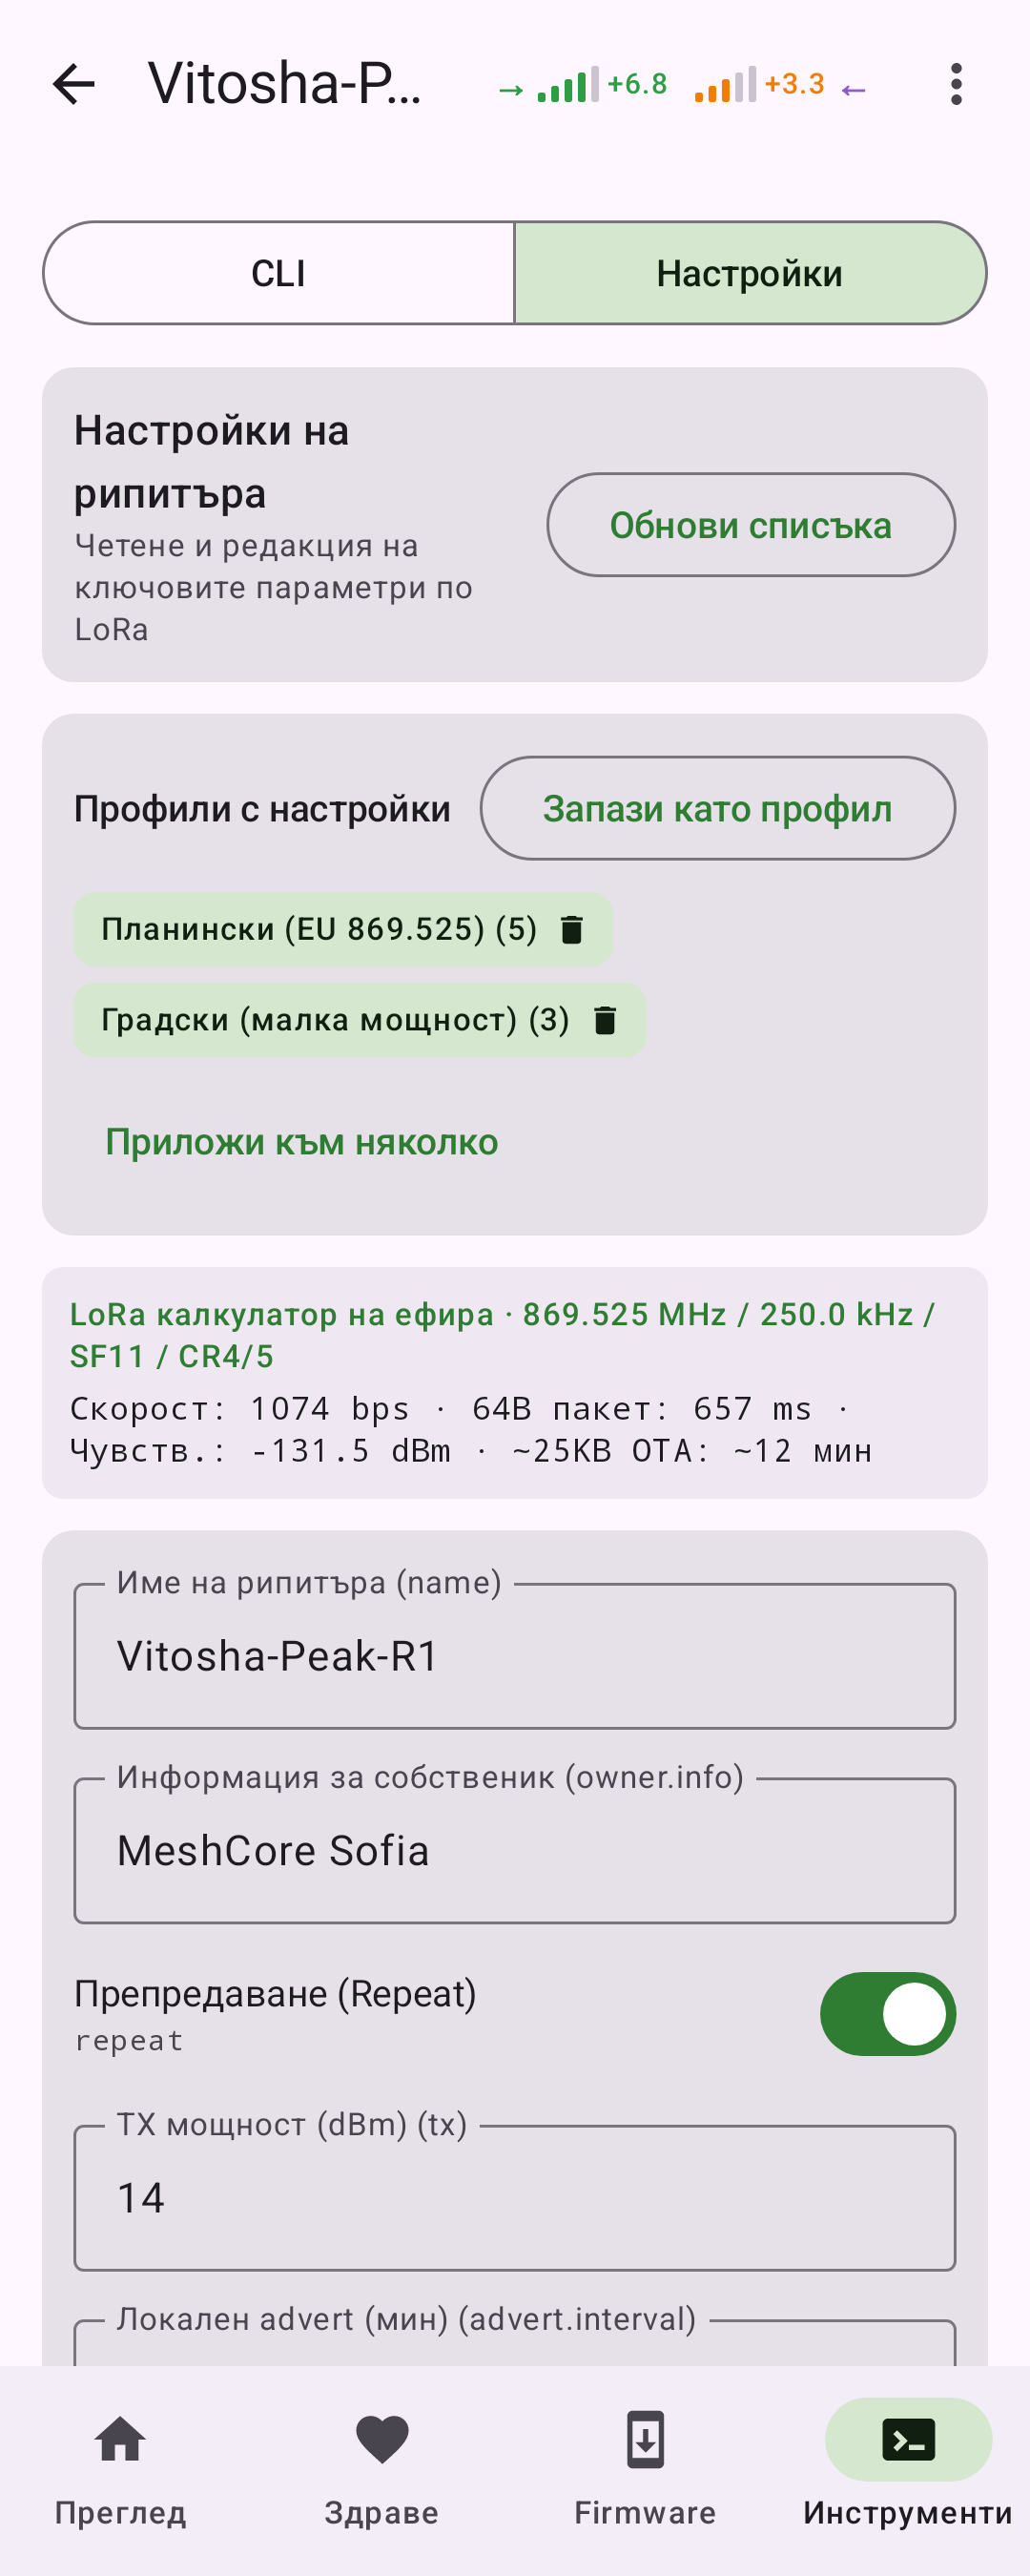 Vitosha-P…
→ +6.8 +3.3 ←
CLI
Настройки
Настройки на
рипитъра
Четене и редакция на
ключовите параметри по
LoRa
Обнови списъка
Профили с настройки
Запази като профил
Планински (EU 869.525) (5)
Градски (малка мощност) (3)
Приложи към няколко
LoRa калкулатор на ефира · 869.525 MHz / 250.0 kHz /
SF11 / CR4/5
Скорост: 1074 bps · 64B пакет: 657 ms ·
Чувств.: -131.5 dBm · ~25KB OTA: ~12 мин
Име на рипитъра (name)
Vitosha-Peak-R1
Информация за собственик (owner.info)
MeshCore Sofia
Препредаване (Repeat)
repeat
TX мощност (dBm) (tx)
14
Локален advert (мин) (advert.interval)
Преглед
Здраве
Firmware
Инструменти